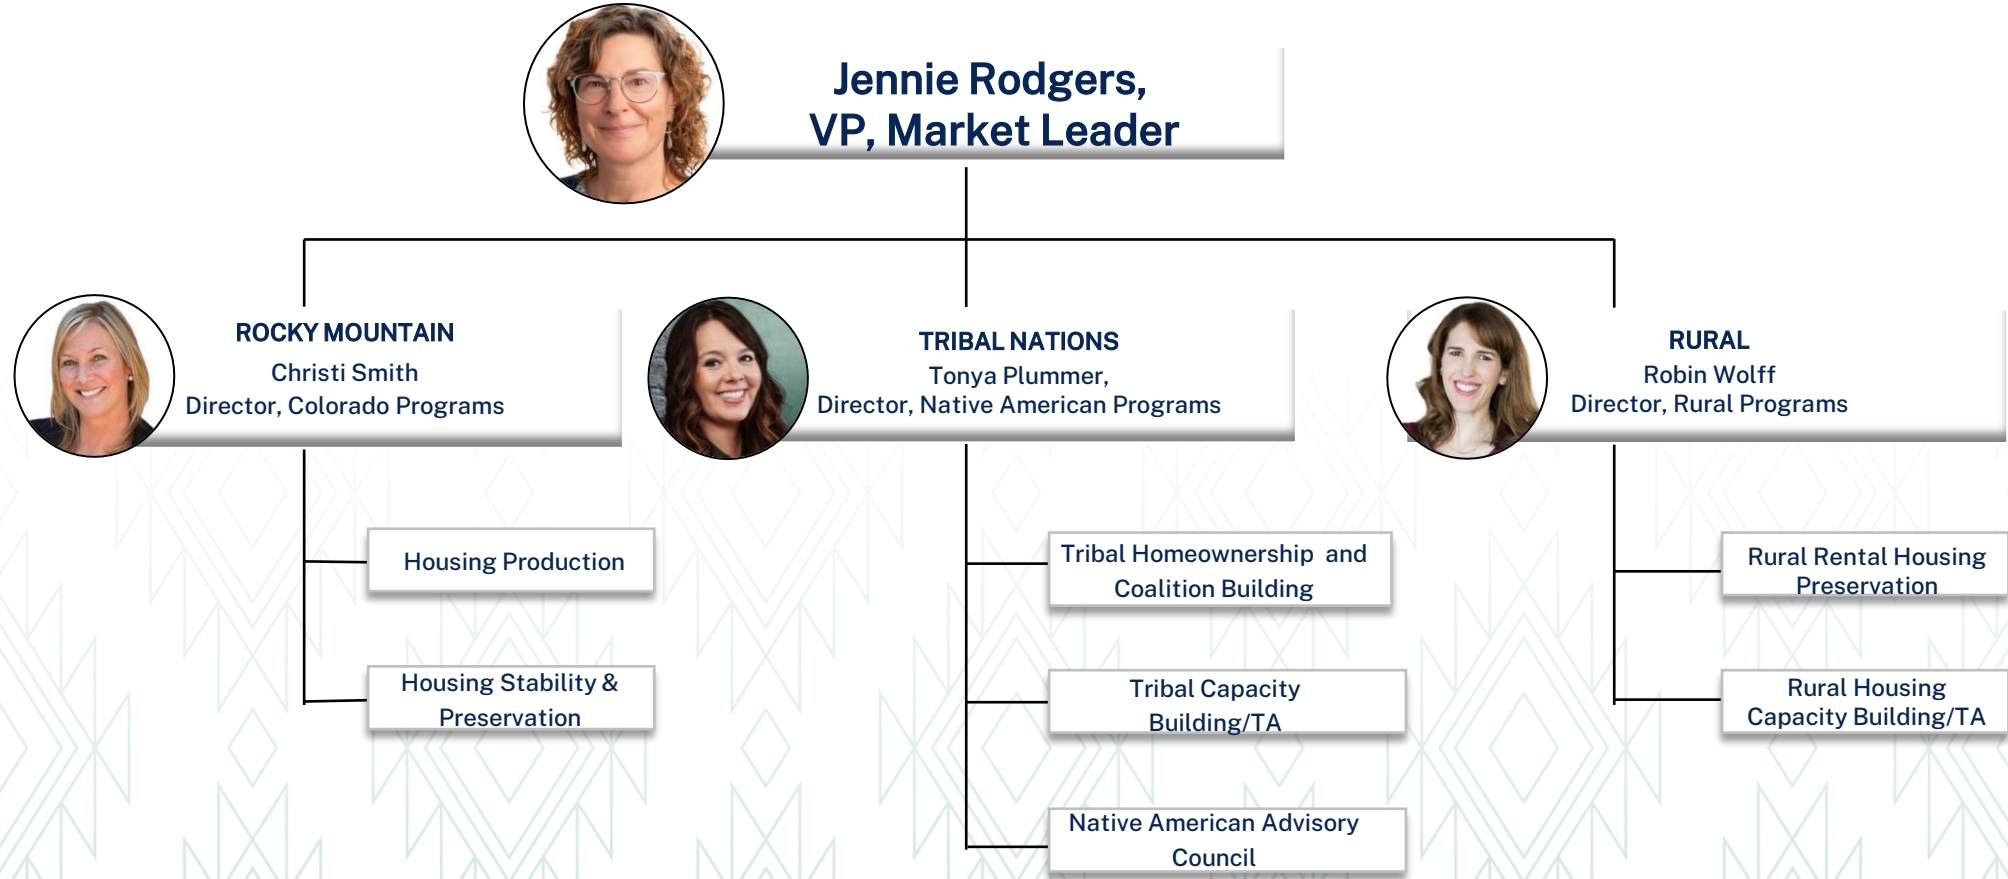 Jennie Rodgers,
VP, Market Leader
ROCKY MOUNTAIN
Christi Smith
Director, Colorado Programs
TRIBAL NATIONS
Tonya Plummer,
Director, Native American Programs
RURAL
Robin Wolff
Director, Rural Programs
Housing Production
Housing Stability &
Preservation
Tribal Homeownership and
Coalition Building
Tribal Capacity
Building/TA
Native American Advisory
Council
Rural Rental Housing
Preservation
Rural Housing
Capacity Building/TA